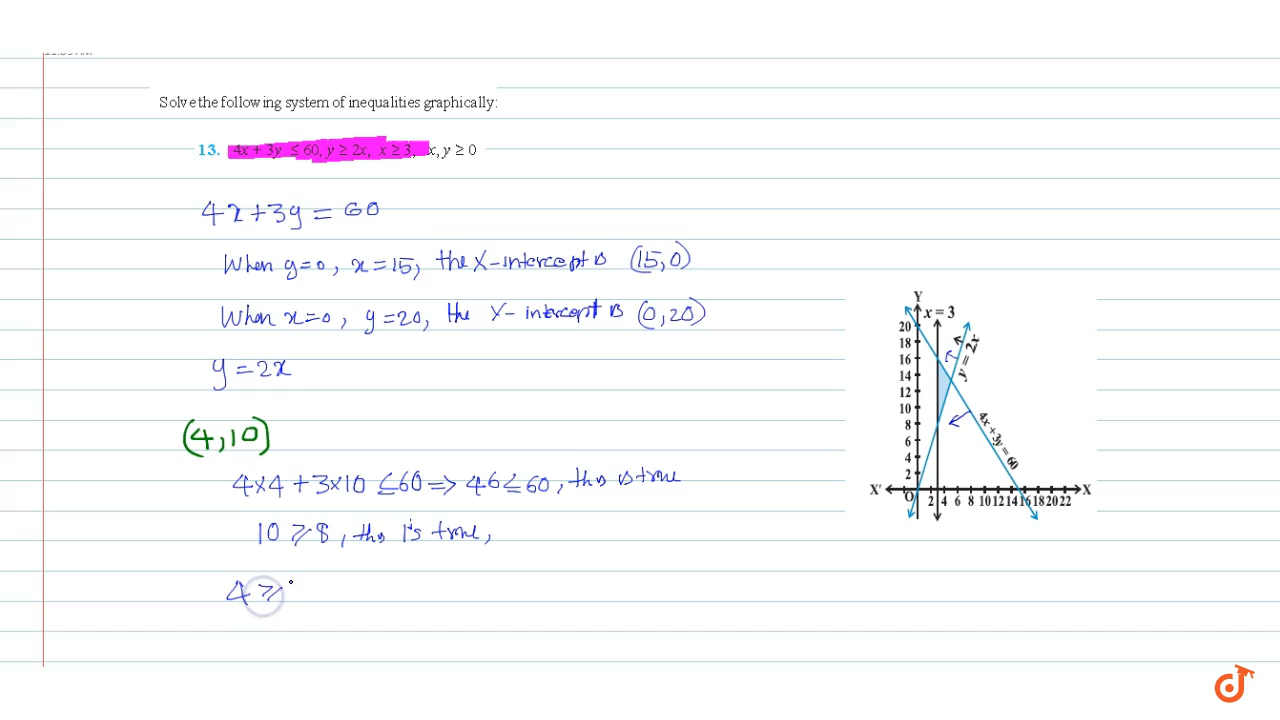 Solve the following system of inequalities graphically:
13. 4x + 3y ≤ 60, y ≥ 2x, x ≥ 3, x, y ≥ 0
4x+3y = 60
When y=0, x=15, the X-intercept is (15,0)
When x=0, y=20, the Y-intercept is (0,20)
y = 2x
(4,10)
4×4 + 3×10 ≤60 => 46 ≤ 60, this is true
10 ≥ 8, this is true,
4 ≥
Y
x = 3
20
18
16
14
12
10
8
6
4
2
y = 2x
4x + 3y = 60
X'
O
2 4 6 8 10 12 14 16 18 20 22
X